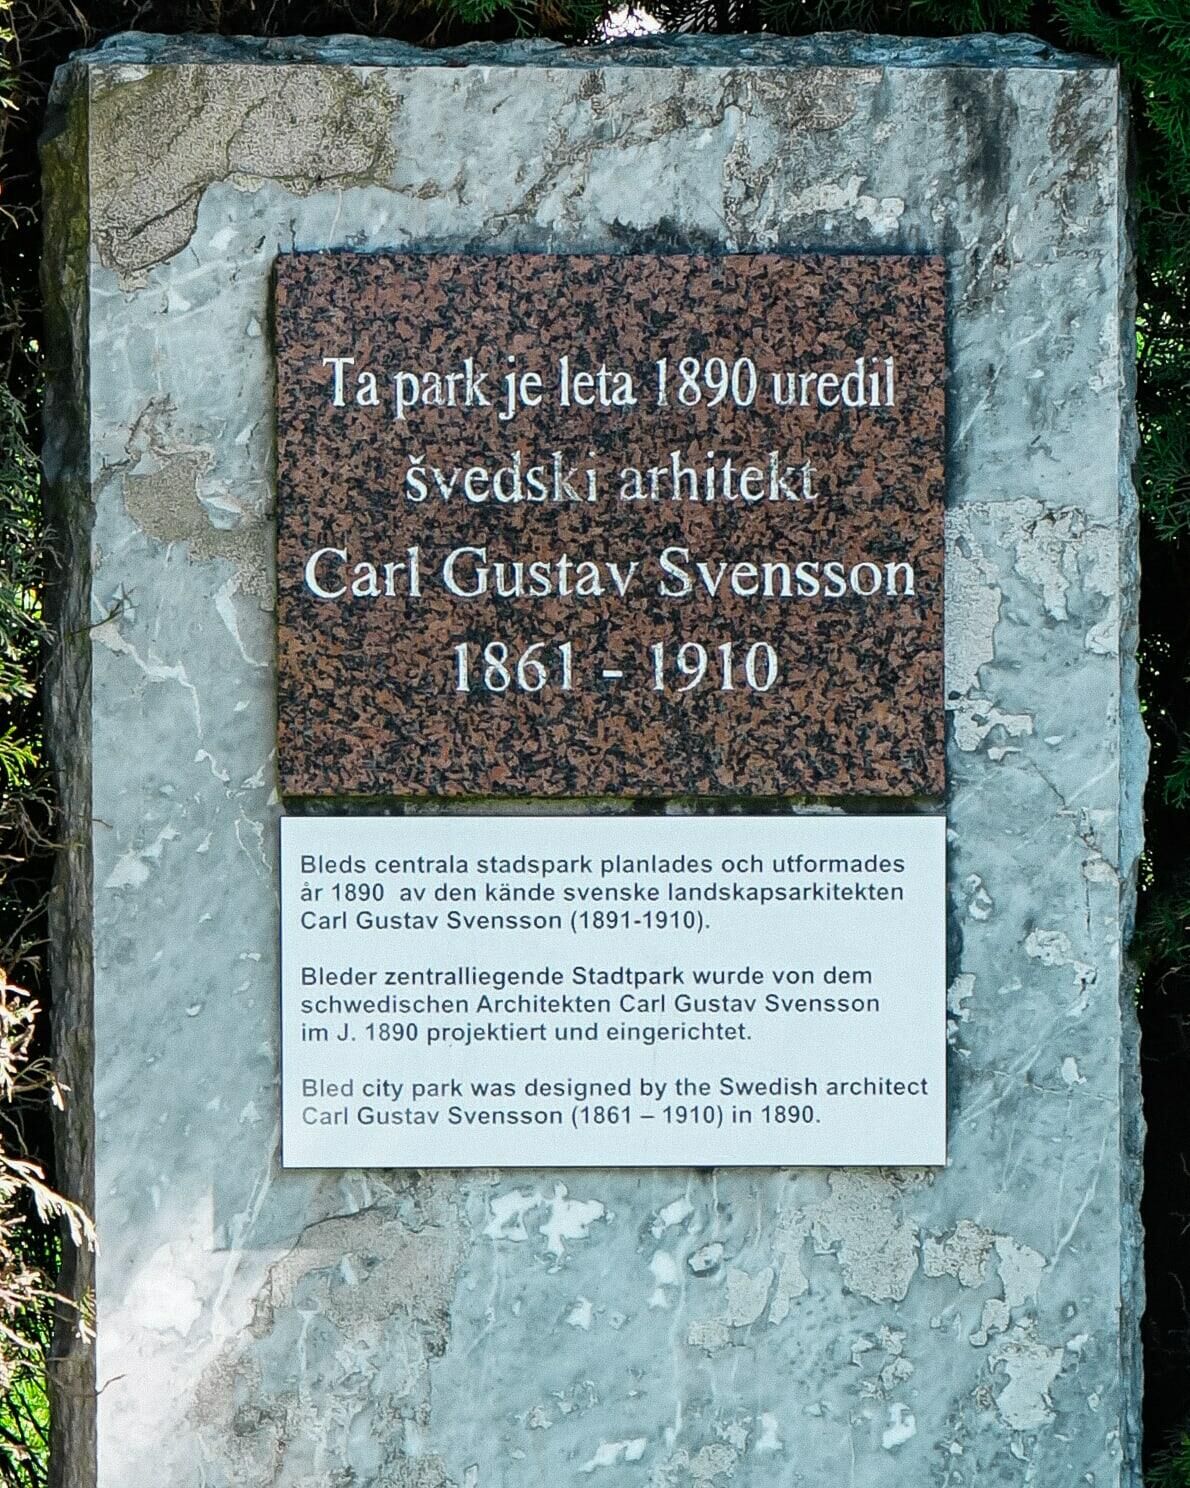 Ta park je leta 1890 uredil
švedski arhitekt
Carl Gustav Svensson
1861 - 1910
Bleds centrala stadspark planlades och utformades
år 1890  av den kände svenske landskapsarkitekten
Carl Gustav Svensson (1891-1910).
Bleder zentralliegende Stadtpark wurde von dem
schwedischen Architekten Carl Gustav Svensson
im J. 1890 projektiert und eingerichtet.
Bled city park was designed by the Swedish architect
Carl Gustav Svensson (1861 – 1910) in 1890.